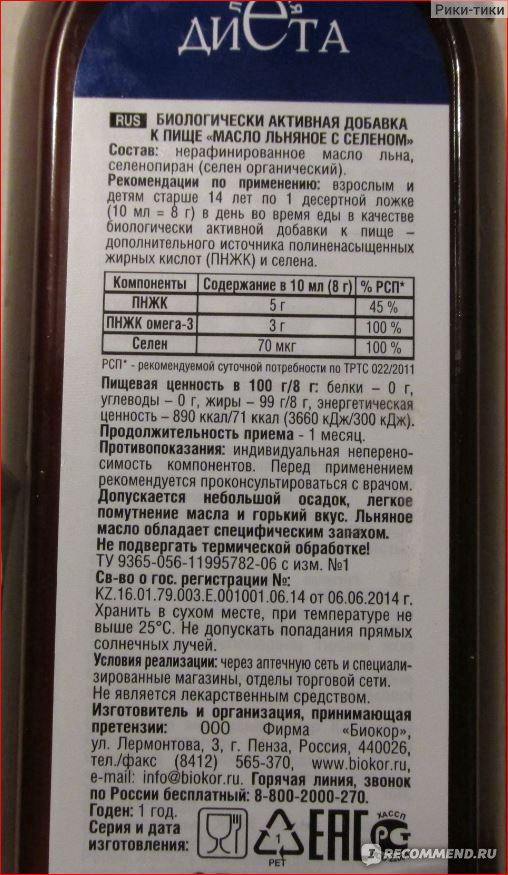 Рики-тики
ДИЕТА
RUS БИОЛОГИЧЕСКИ АКТИВНАЯ ДОБАВКА
К ПИЩЕ «МАСЛО ЛЬНЯНОЕ С СЕЛЕНОМ»
Состав: нерафинированное масло льна,
селенопиран (селен органический).
Рекомендации по применению: взрослым и
детям старше 14 лет по 1 десертной ложке
(10 мл = 8 г) в день во время еды в качестве
биологически активной добавки к пище –
дополнительного источника полиненасыщенных
жирных кислот (ПНЖК) и селена.
Компоненты Содержание в 10 мл (8 г) % РСП*
ПНЖК 5 г 45 %
ПНЖК омега-3 3 г 100 %
Селен 70 мкг 100 %
РСП* - рекомендуемой суточной потребности по ТРТС 022/2011
Пищевая ценность в 100 г/8 г: белки – 0 г,
углеводы – 0 г, жиры – 99 г/8 г, энергетическая
ценность – 890 ккал/71 ккал (3660 кДж/300 кДж).
Продолжительность приема - 1 месяц.
Противопоказания: индивидуальная неперено-
симость компонентов. Перед применением
рекомендуется проконсультироваться с врачом.
Допускается небольшой осадок, легкое
помутнение масла и горький вкус. Льняное
масло обладает специфическим запахом.
Не подвергать термической обработке!
ТУ 9365-056-11995782-06 с изм. №1
Св-во о гос. регистрации №:
KZ.16.01.79.003.Е.001001.06.14 от 06.06.2014 г.
Хранить в сухом месте, при температуре не
выше 25°С. Не допускать попадания прямых
солнечных лучей.
Условия реализации: через аптечную сеть и специали-
зированные магазины, отделы торговой сети.
Не является лекарственным средством.
Изготовитель и организация, принимающая
претензии: ООО Фирма «Биокор»,
ул. Лермонтова, 3, г. Пенза, Россия, 440026,
тел./факс (8412) 565-370, www.biokor.ru,
e-mail: info@biokor.ru. Горячая линия, звонок
по России бесплатный: 8-800-2000-270.
Годен: 1 год.
Серия и дата
изготовления:
1
PET
ЕАС
ХАССП
РС
I RECOMMEND.RU